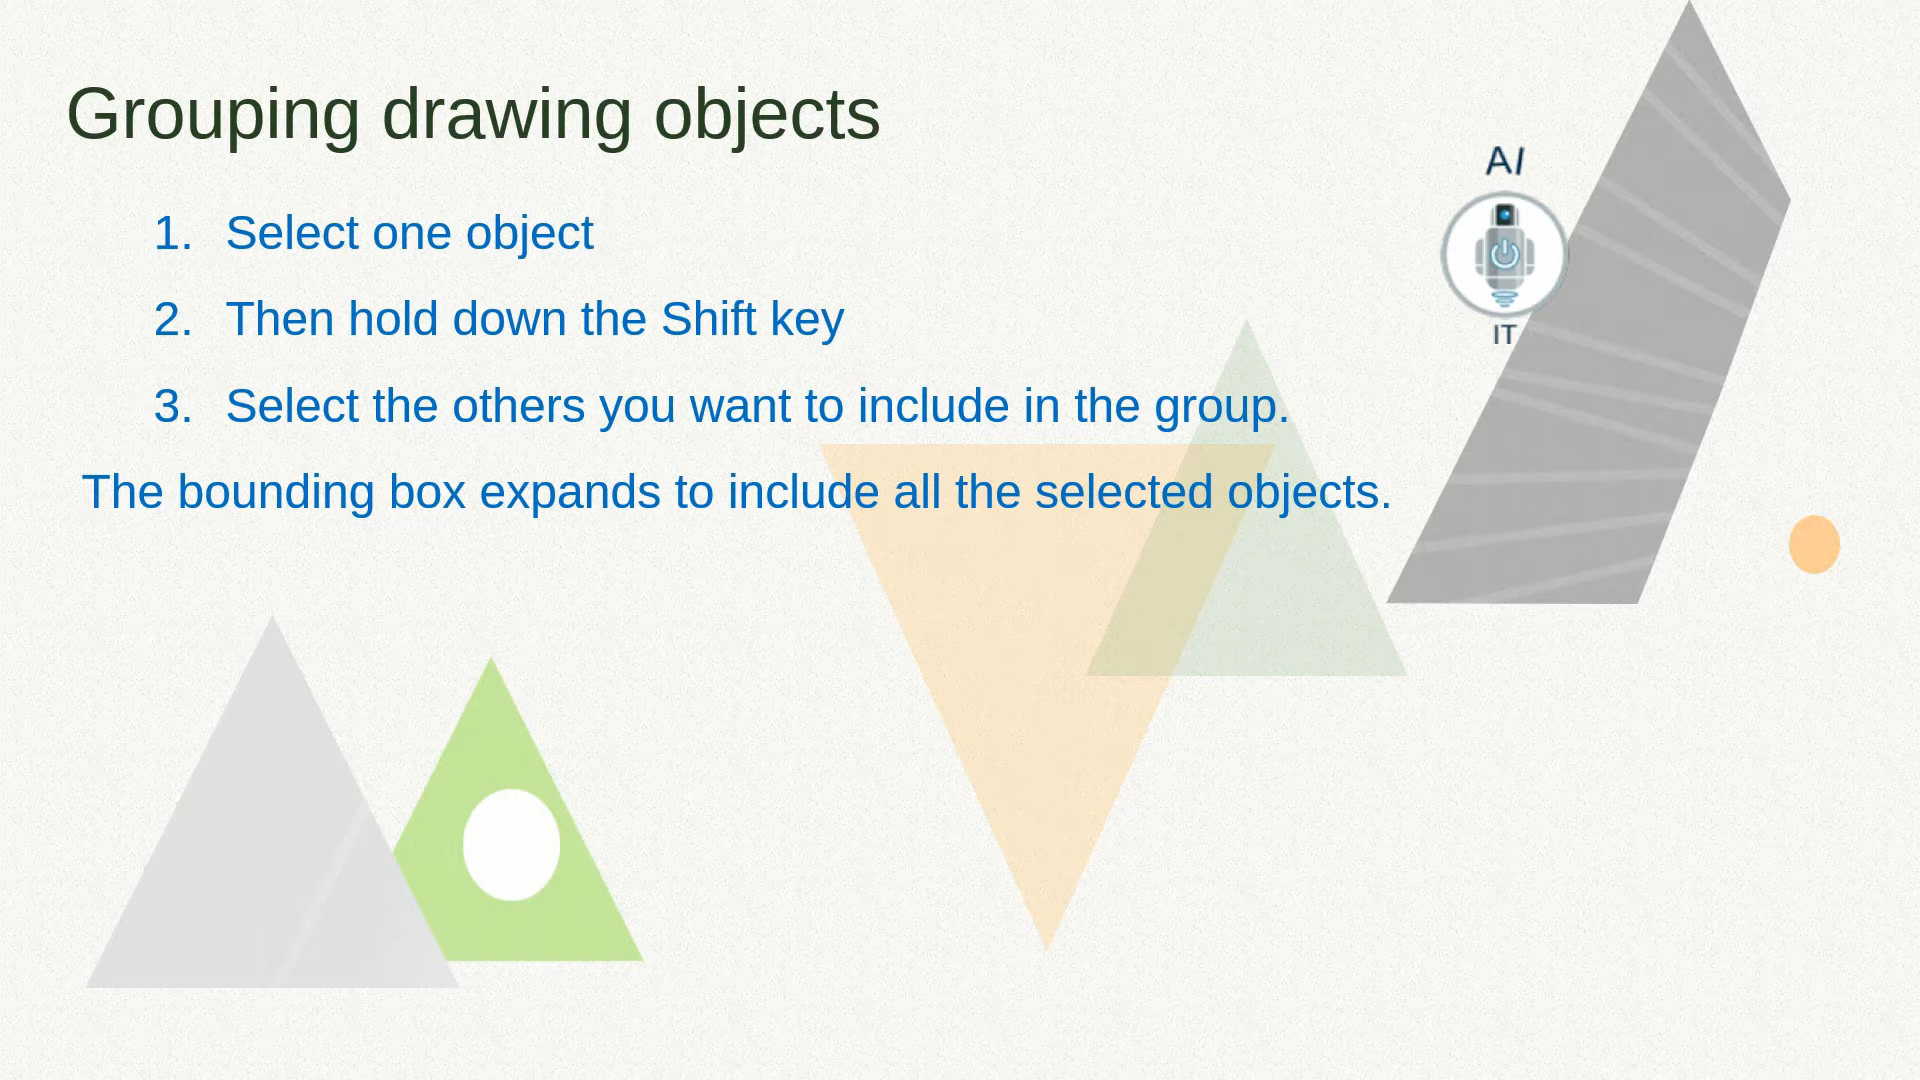 Grouping drawing objects
AI
IT
1. Select one object
2. Then hold down the Shift key
3. Select the others you want to include in the group.
The bounding box expands to include all the selected objects.